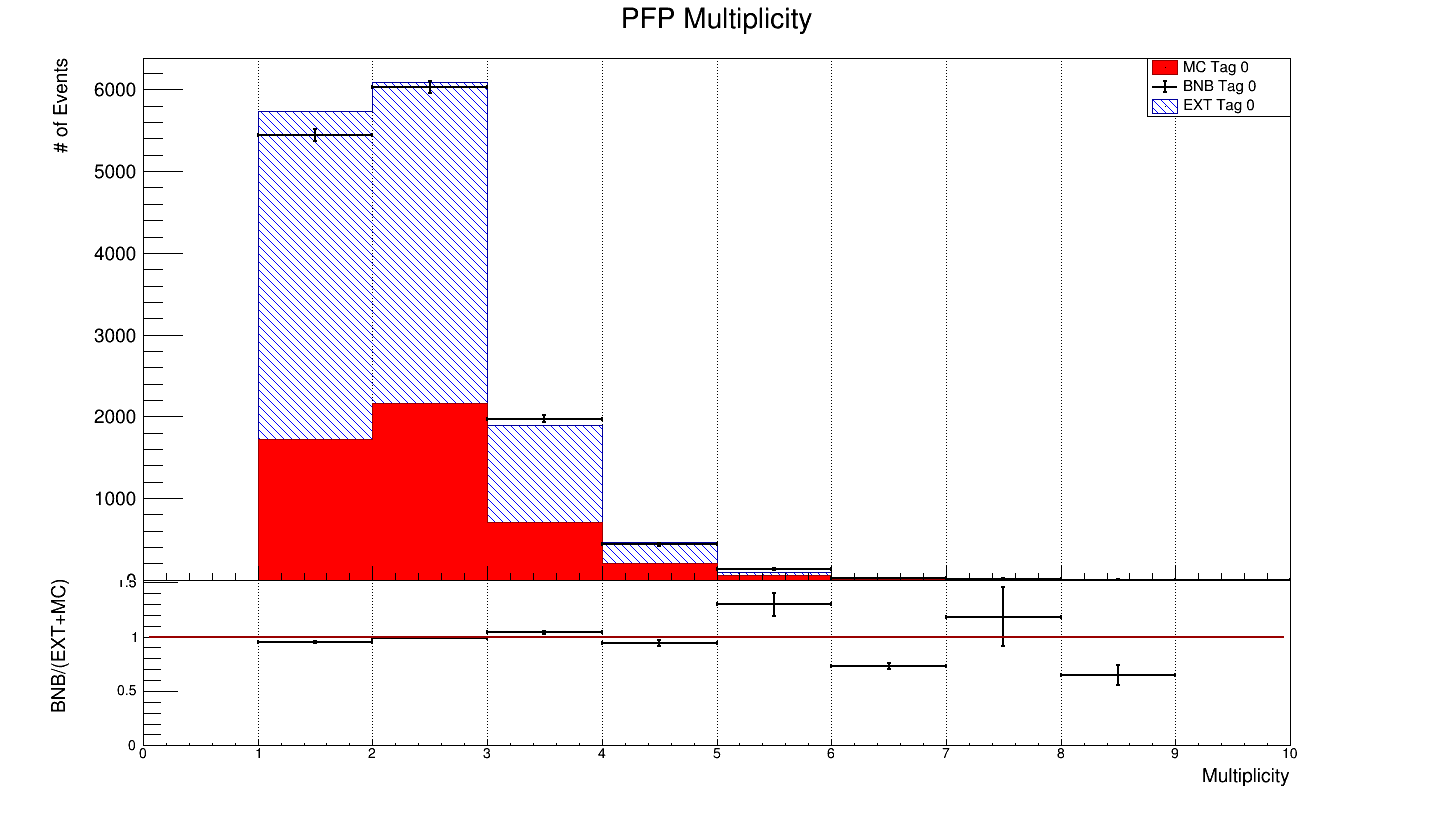 PFP Multiplicity
# of Events
6000
5000
4000
3000
2000
1000
MC Tag 0
BNB Tag 0
EXT Tag 0
BNB/(EXT+MC)
1
0.5
0
0 1 2 3 4 5 6 7 8 9 10
Multiplicity